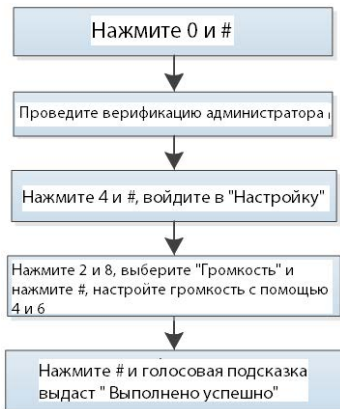 Нажмите 0 и #
Проведите верификацию администратора
Нажмите 4 и #, войдите в "Настройку"
Нажмите 2 и 8, выберите "Громкость" и
нажмите #, настройте громкость с помощью
4 и 6
Нажмите # и голосовая подсказка
выдаст " Выполнено успешно"